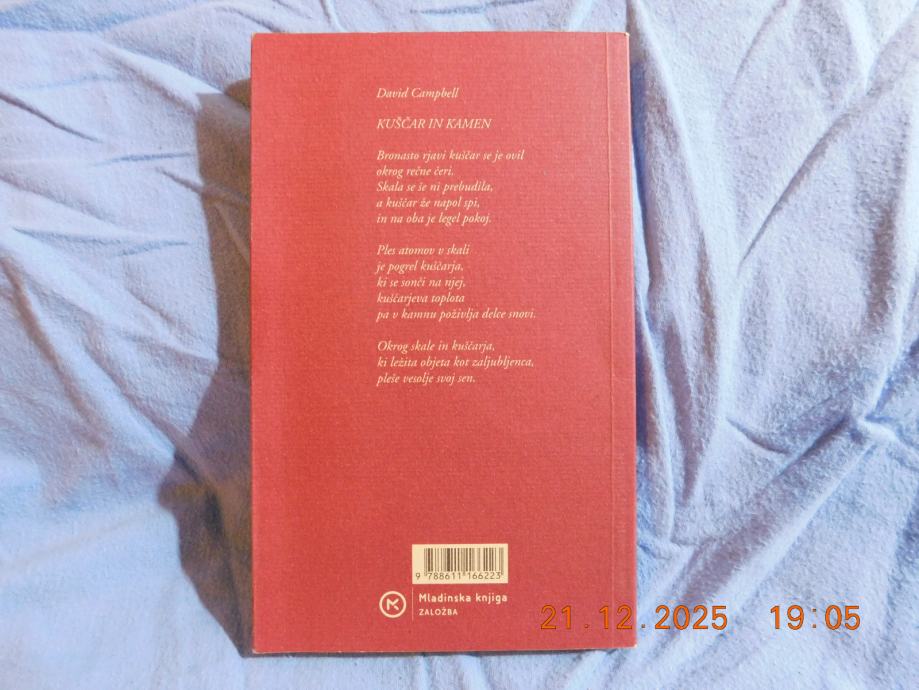 David Campbell
KUŠČAR IN KAMEN
Bronasto rjavi kuščar se je ovil
okrog rečne čeri.
Skala se še ni prebudila,
a kuščar že napol spi,
in na oba je legel pokoj.
Ples atomov v skali
je pogrel kuščarja,
ki se sonči na njej,
kuščarjeva toplota
pa v kamnu poživlja delce snovi.
Okrog skale in kuščarja,
ki ležita objeta kot zaljubljenca,
pleše vesolje svoj sen.
9 788611 166223
Mladinska knjiga
ZALOŽBA
21.12.2025 19:05